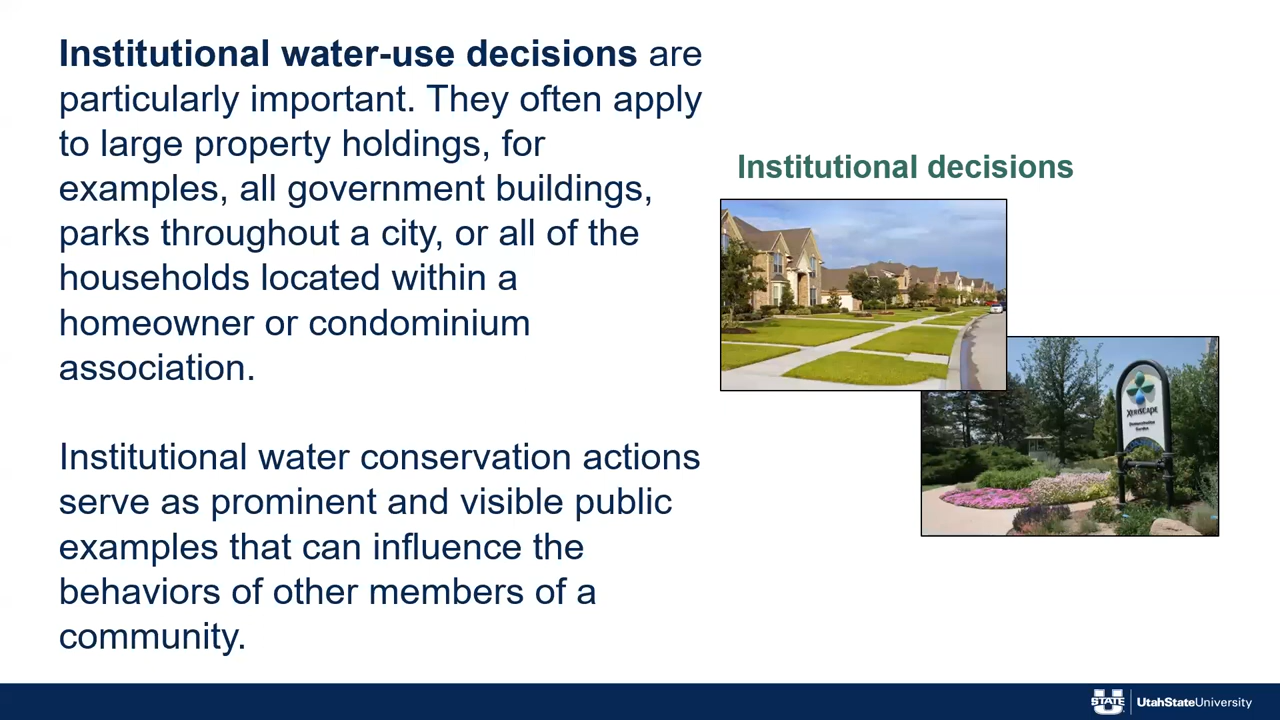 Institutional water-use decisions are
particularly important. They often apply
to large property holdings, for
examples, all government buildings,
parks throughout a city, or all of the
households located within a
homeowner or condominium
association.
Institutional water conservation actions
serve as prominent and visible public
examples that can influence the
behaviors of other members of a
community.
Institutional decisions
XERISCAPE
Demonstration
Garden
STATE
UtahStateUniversity